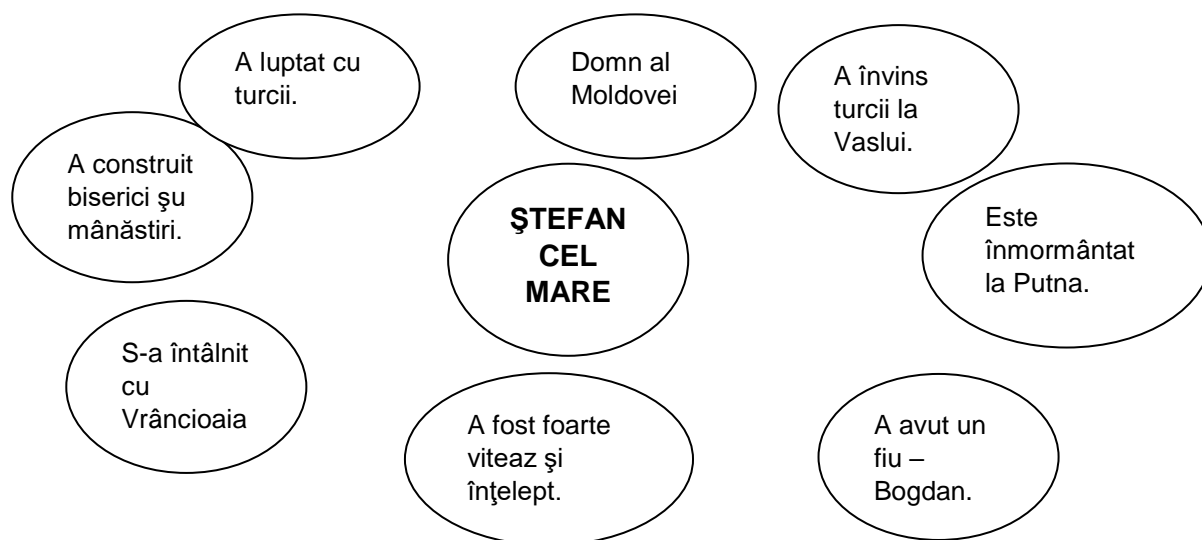 A luptat cu
turcii.
Domn al
Moldovei
A învins
turcii la
Vaslui.
A construit
biserici şu
mânăstiri.
ŞTEFAN
CEL
MARE
Este
înmormântat
la Putna.
S-a întâlnit
cu
Vrâncioaia
A fost foarte
viteaz şi
înţelept.
A avut un
fiu –
Bogdan.